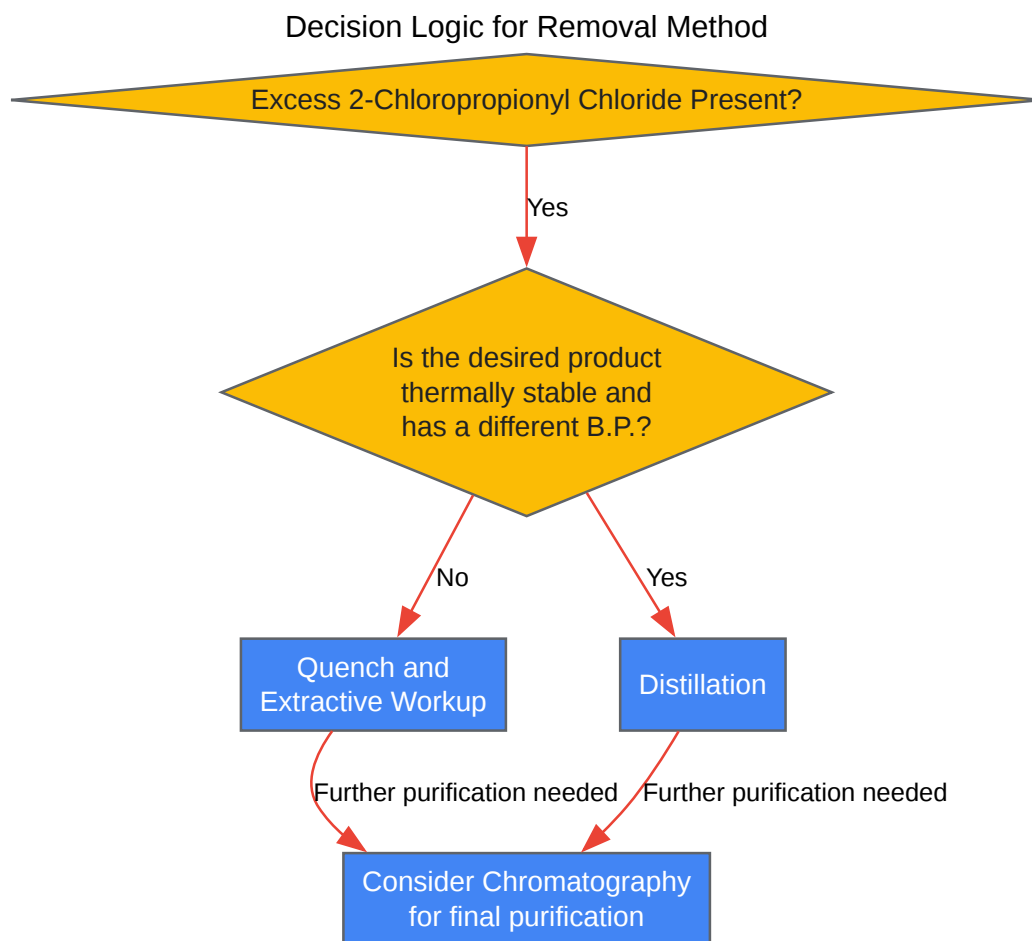 Decision Logic for Removal Method
Excess 2-Chloropropionyl Chloride Present?
Yes
Is the desired product
thermally stable and
has a different B.P.?
No
Yes
Quench and
Extractive Workup
Distillation
Further purification needed
Further purification needed
Consider Chromatography
for final purification